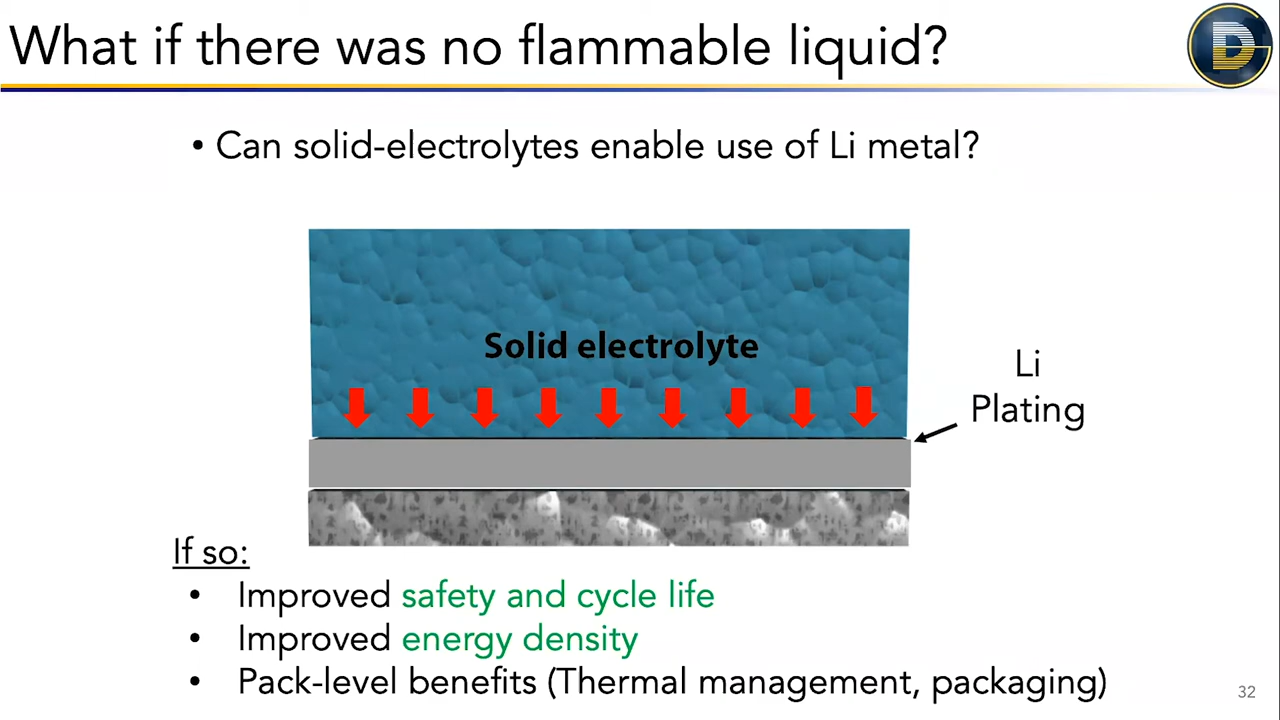 What if there was no flammable liquid?
• Can solid-electrolytes enable use of Li metal?
Solid electrolyte
Li
Plating
If so:
• Improved safety and cycle life
• Improved energy density
• Pack-level benefits (Thermal management, packaging)
32